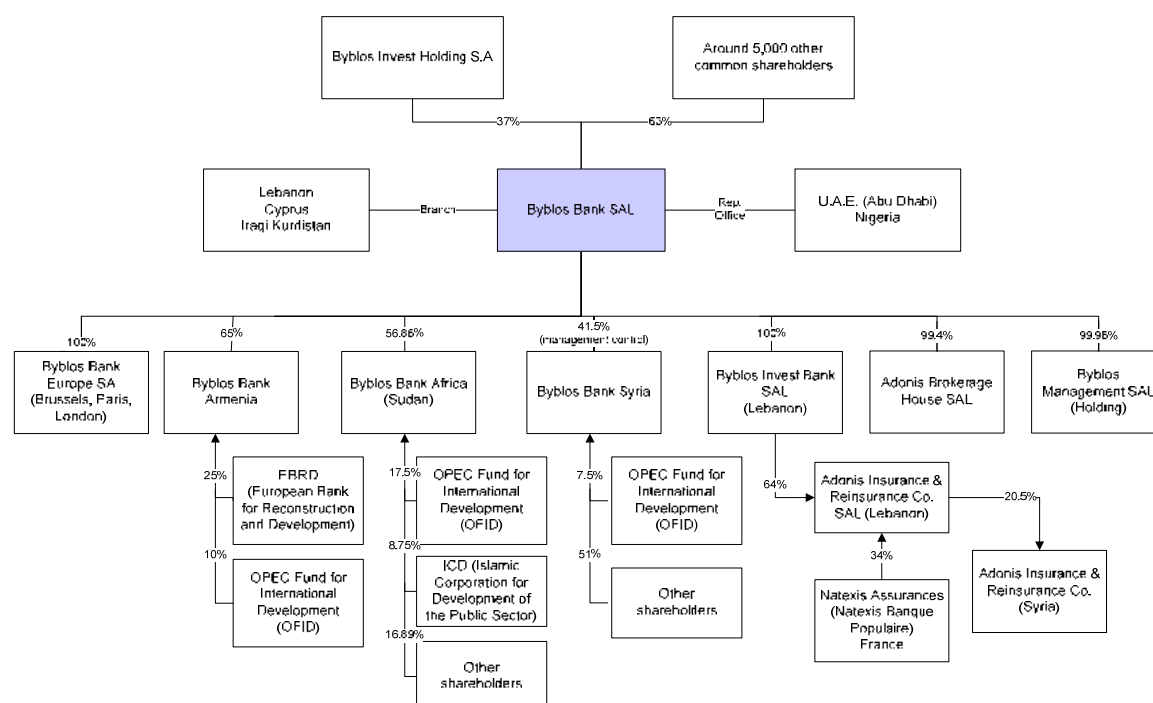 Byblos Invest Holding S.A
Around 5,000 other
common shareholders
37%
63%
Lebanon
Cyprus
Iraqi Kurdistan
Branch
Byblos Bank SAL
Rep.
Office
U.A.E. (Abu Dhabi)
Nigeria
100%
65%
56.86%
41.5%
(management control)
100%
99.4%
99.96%
Byblos Bank
Europe SA
(Brussels, Paris,
London)
Byblos Bank
Armenia
Byblos Bank Africa
(Sudan)
Byblos Bank Syria
Byblos Invest Bank
SAL
(Lebanon)
Adonis Brokerage
House SAL
Byblos
Management SAL
(Holding)
25%
EBRD
(European Bank
for Reconstruction
and Development)
10%
OPEC Fund for
International
Development
(OFID)
17.5%
OPEC Fund for
International
Development
(OFID)
8.75%
ICD (Islamic
Corporation for
Development of
the Public Sector)
16.89%
Other
shareholders
7.5%
OPEC Fund for
International
Development
(OFID)
51%
Other
shareholders
64%
Adonis Insurance &
Reinsurance Co.
SAL (Lebanon)
20.5%
34%
Natexis Assurances
(Natexis Banque
Populaire)
France
Adonis Insurance &
Reinsurance Co.
(Syria)